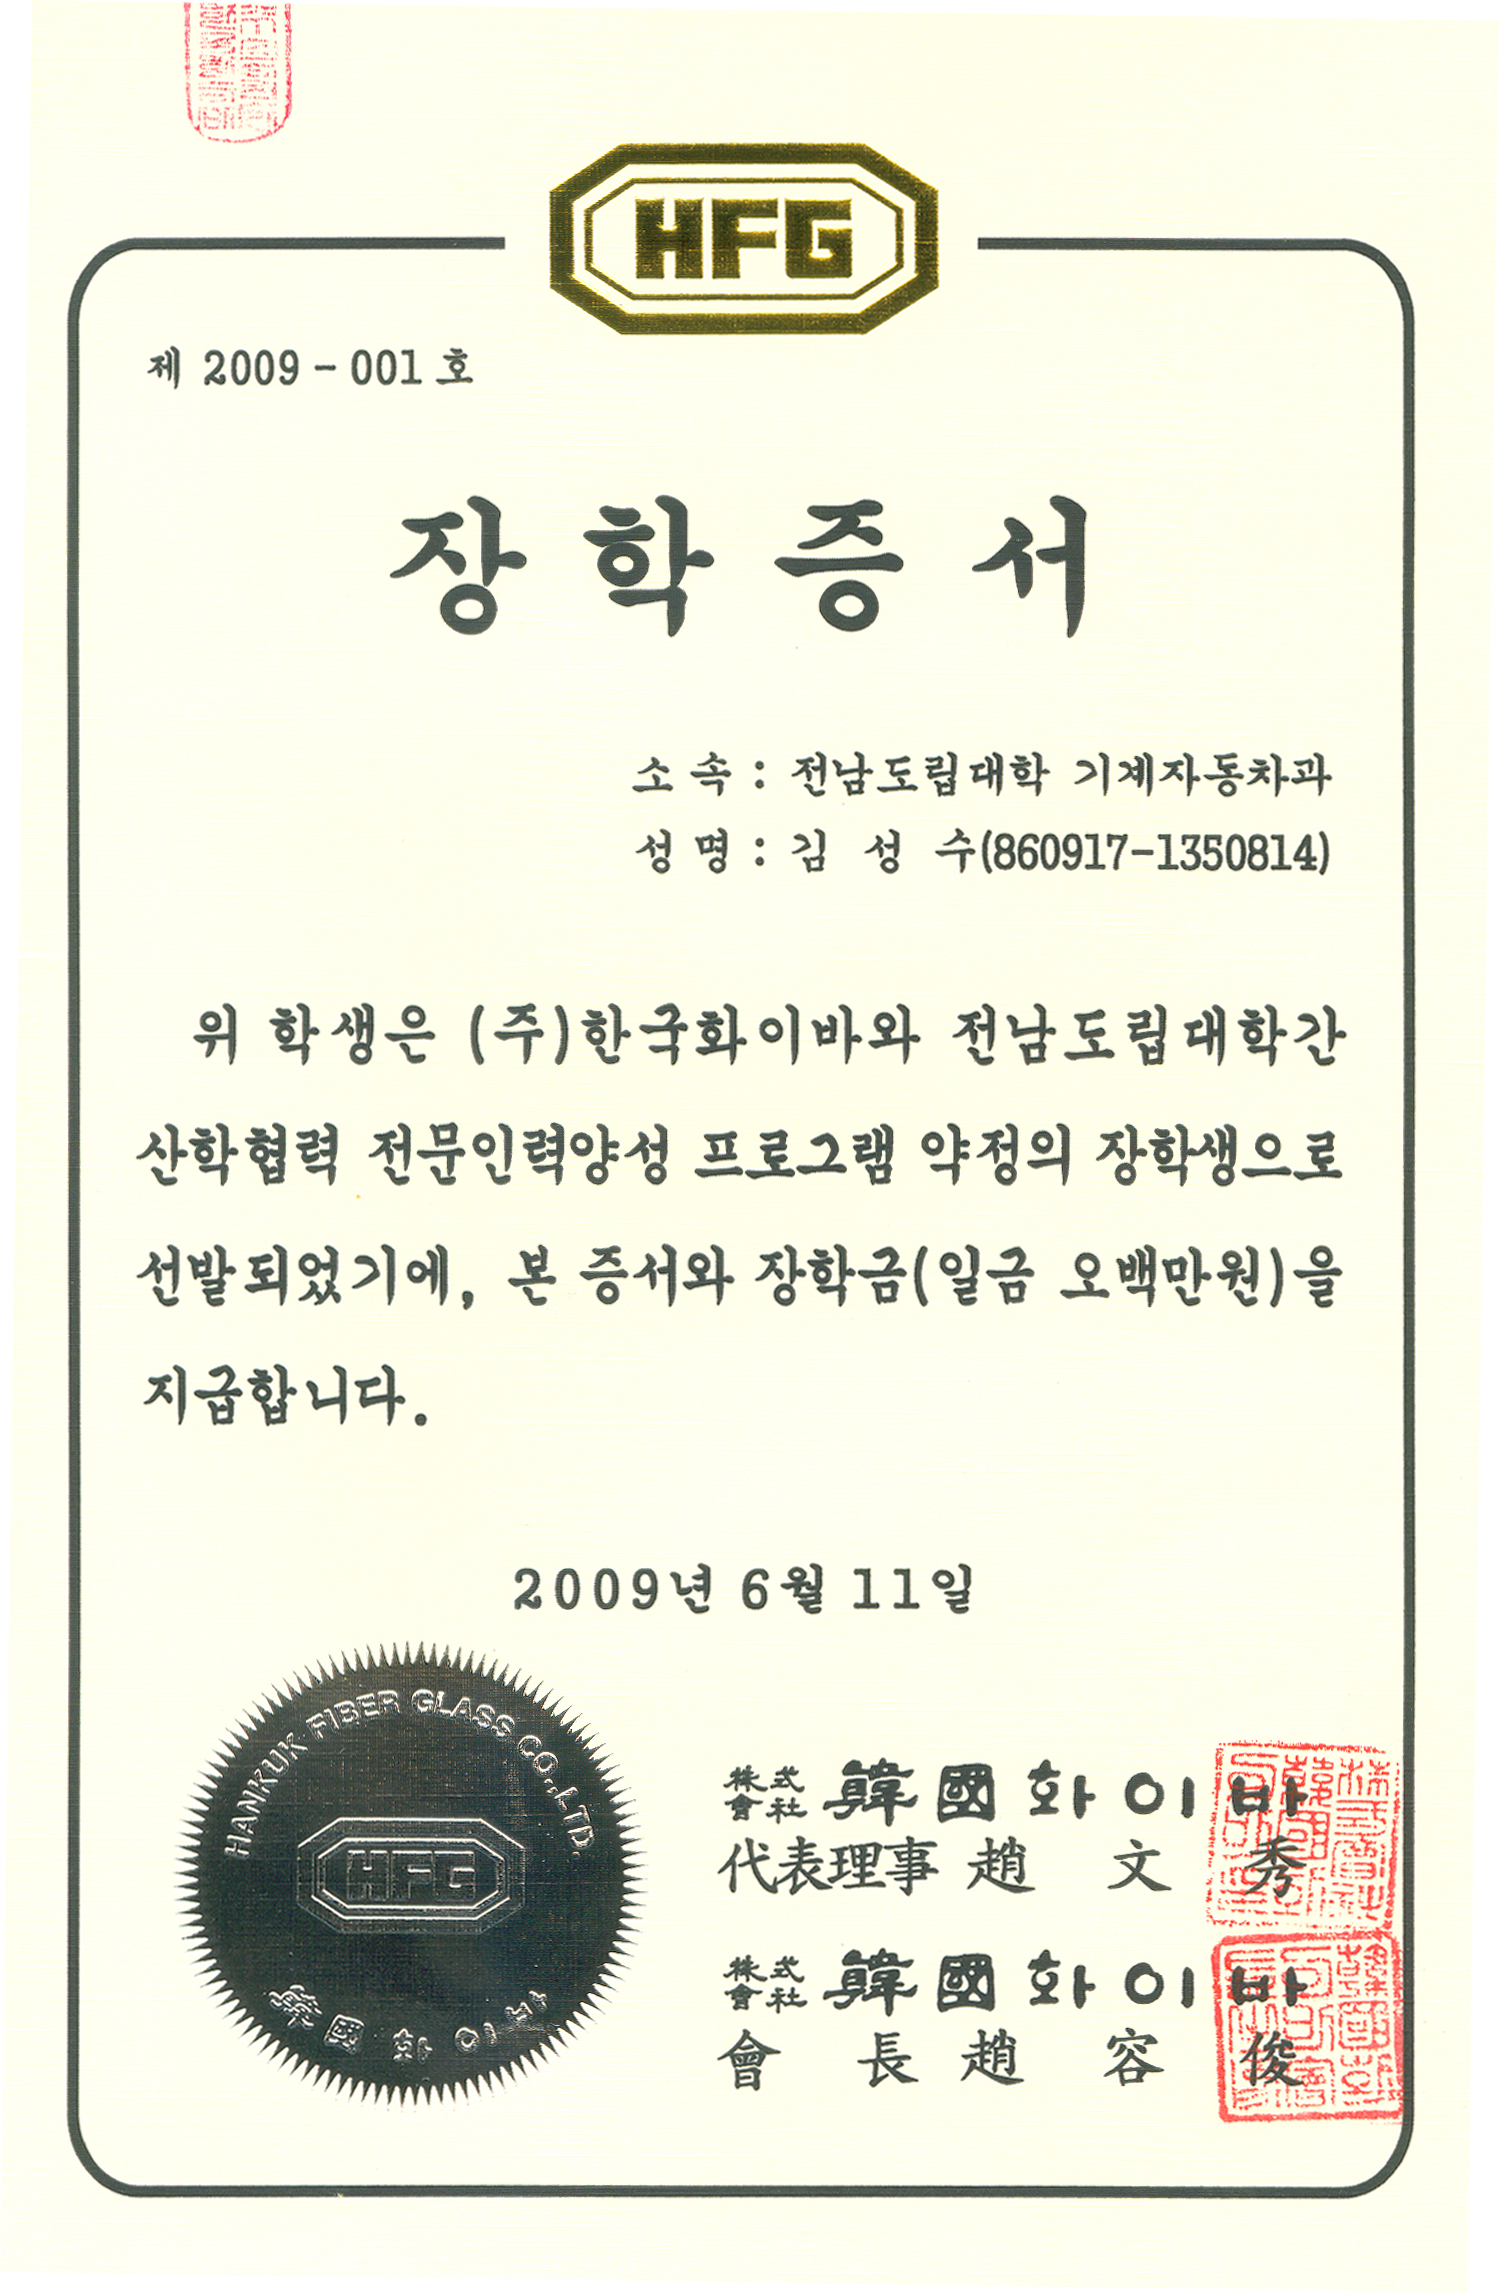 HFG
제 2009 - 001 호
장 학 증 서
소 속 : 전남도립대학 기계자동차과
성 명 : 김 성 수(860917-1350814)
위 학생은 (주)한국화이바와 전남도립대학간
산학협력 전문인력양성 프로그램 약정의 장학생으로
선발되었기에, 본 증서와 장학금(일금 오백만원)을
지급합니다.
2009년 6월 11일
HANKUK FIBER GLASS CO.,LTD.
HFG
韓國화이바
株式會社 韓國화이바
代表理事 趙 文 秀
株式會社 韓國화이바
會 長 趙 容 俊